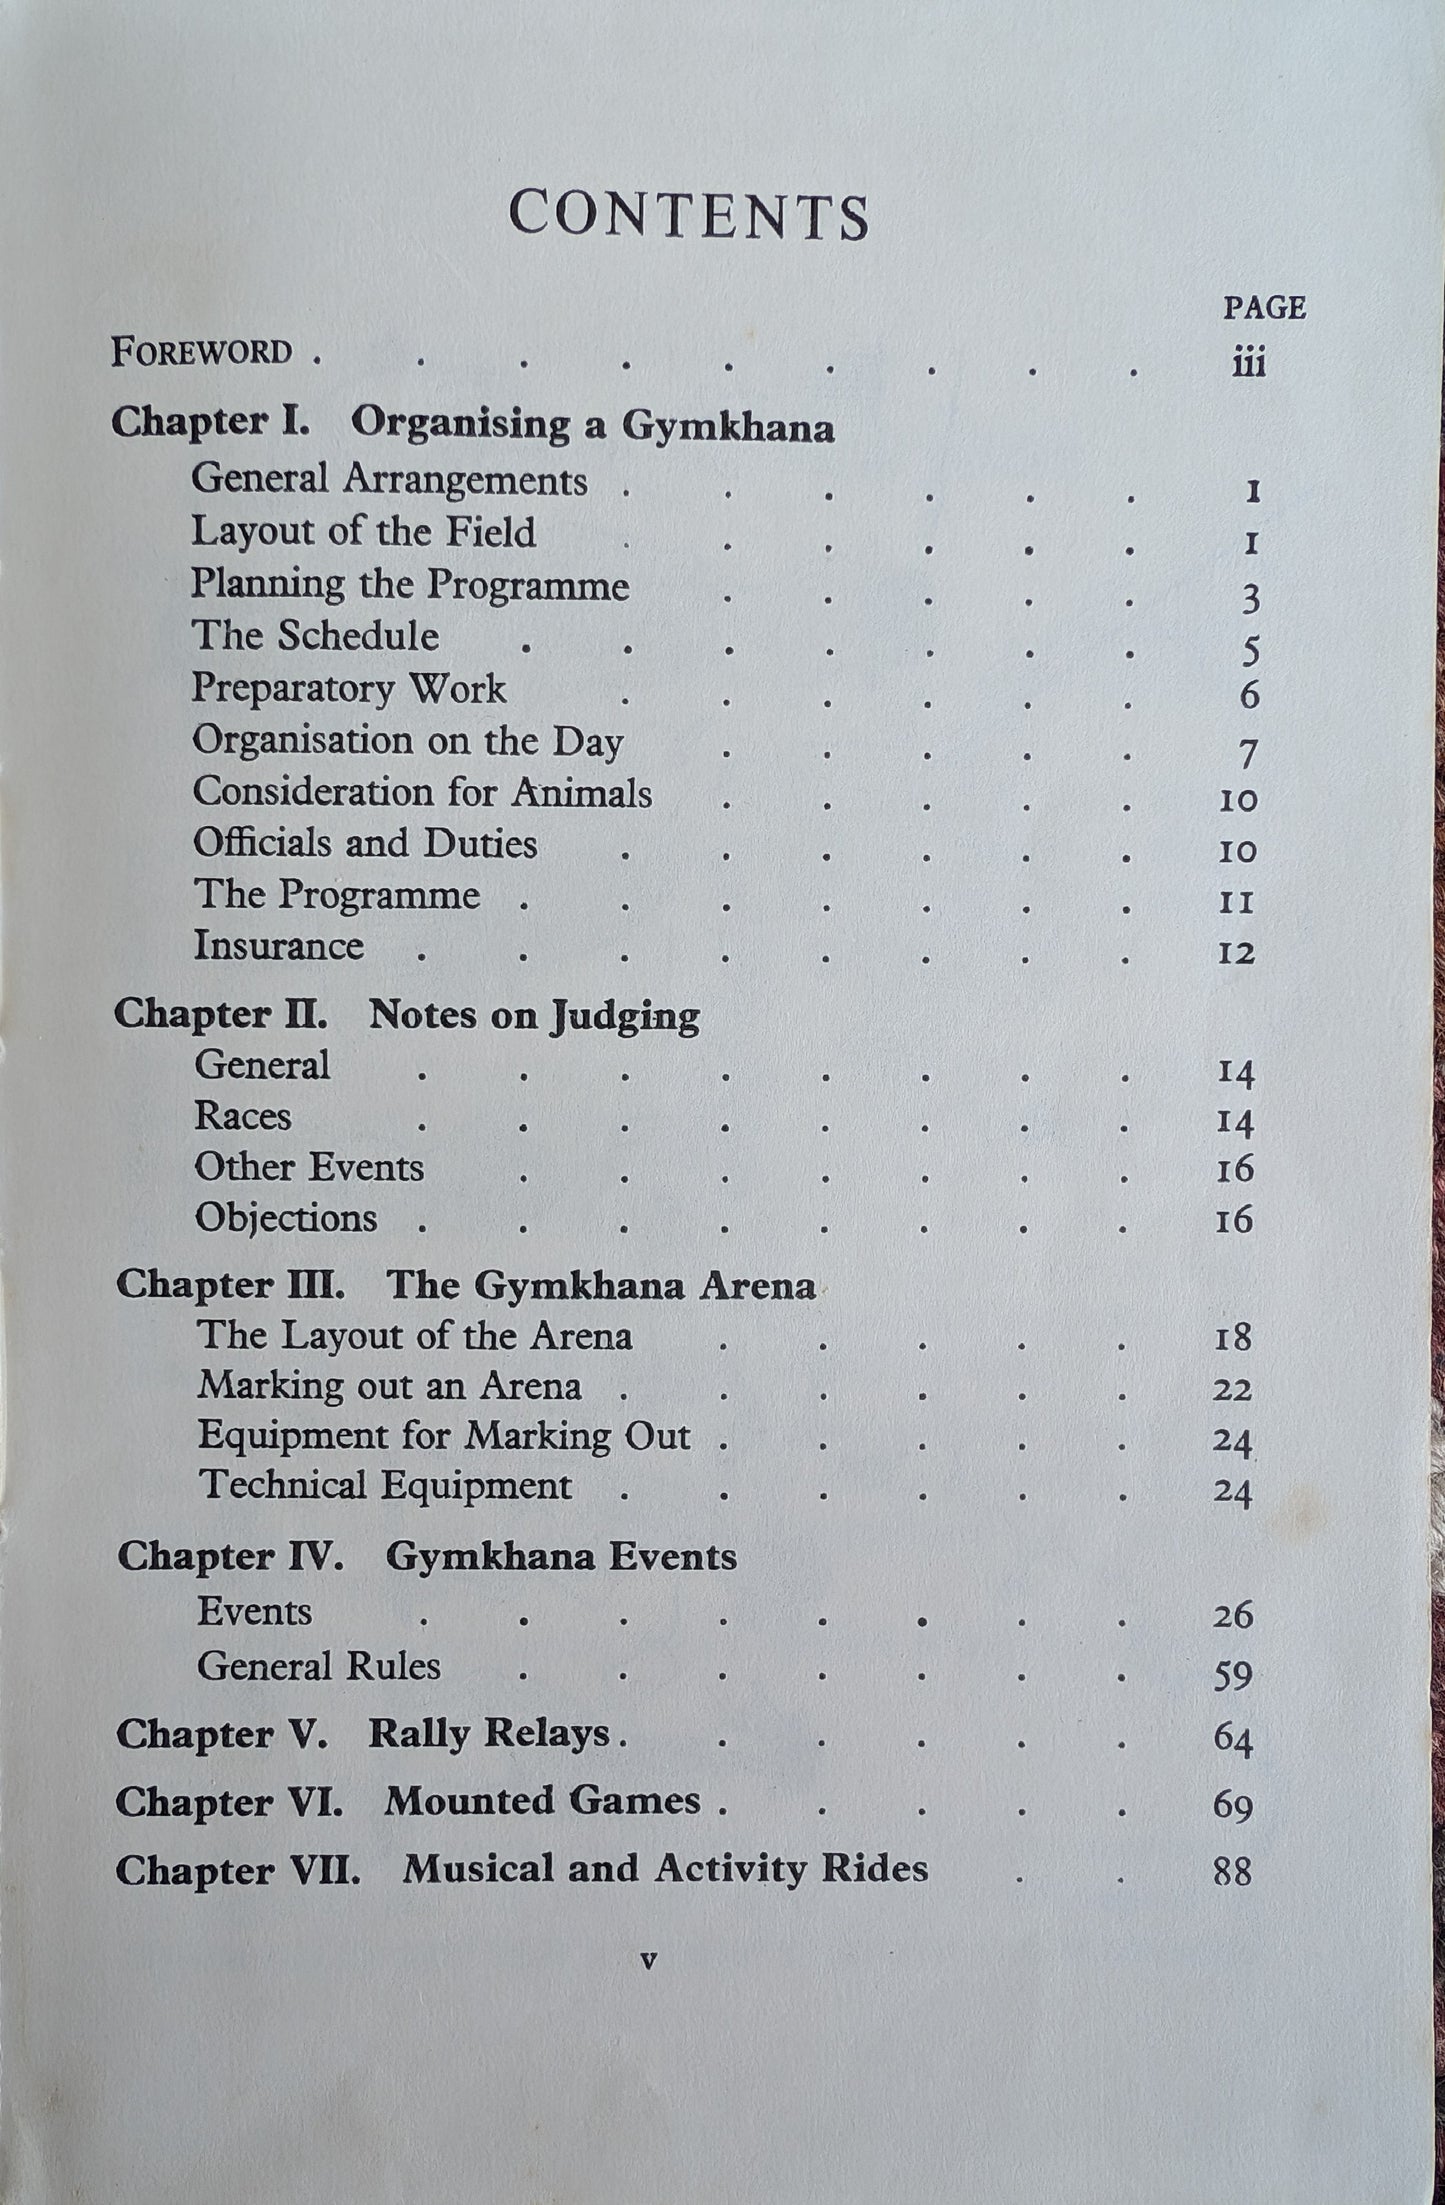 CONTENTS
PAGE
FOREWORD . . . . . . . . . iii
Chapter I. Organising a Gymkhana
General Arrangements . . . . . . 1
Layout of the Field . . . . . . 1
Planning the Programme . . . . . 3
The Schedule . . . . . . . 5
Preparatory Work . . . . . . 6
Organisation on the Day . . . . . 7
Consideration for Animals . . . . . 10
Officials and Duties . . . . . . 10
The Programme . . . . . . . 11
Insurance . . . . . . . . 12
Chapter II. Notes on Judging
General . . . . . . . . 14
Races . . . . . . . . 14
Other Events . . . . . . . 16
Objections . . . . . . . . 16
Chapter III. The Gymkhana Arena
The Layout of the Arena . . . . . 18
Marking out an Arena . . . . . . 22
Equipment for Marking Out . . . . . 24
Technical Equipment . . . . . . 24
Chapter IV. Gymkhana Events
Events . . . . . . . . 26
General Rules . . . . . . . 59
Chapter V. Rally Relays . . . . . . 64
Chapter VI. Mounted Games . . . . . 69
Chapter VII. Musical and Activity Rides . . 88
v